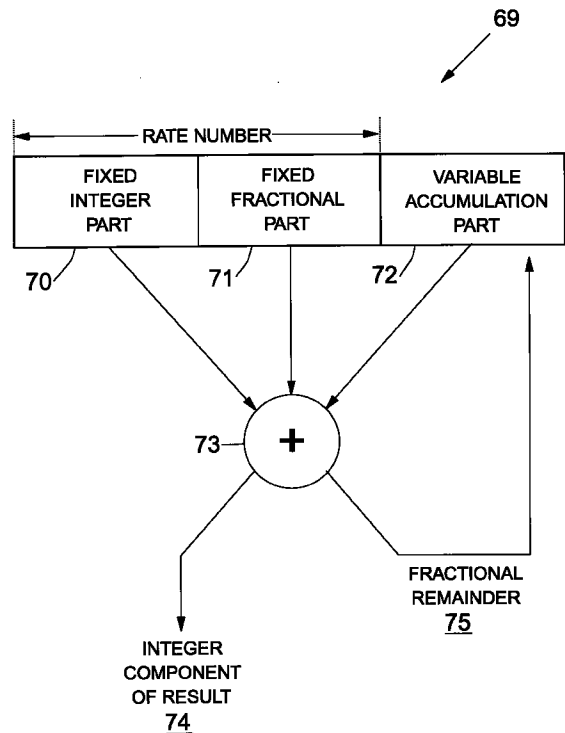 69
RATE NUMBER
FIXED
INTEGER
PART
FIXED
FRACTIONAL
PART
VARIABLE
ACCUMULATION
PART
70
71
72
73
+
FRACTIONAL
REMAINDER
75
INTEGER
COMPONENT
OF RESULT
74